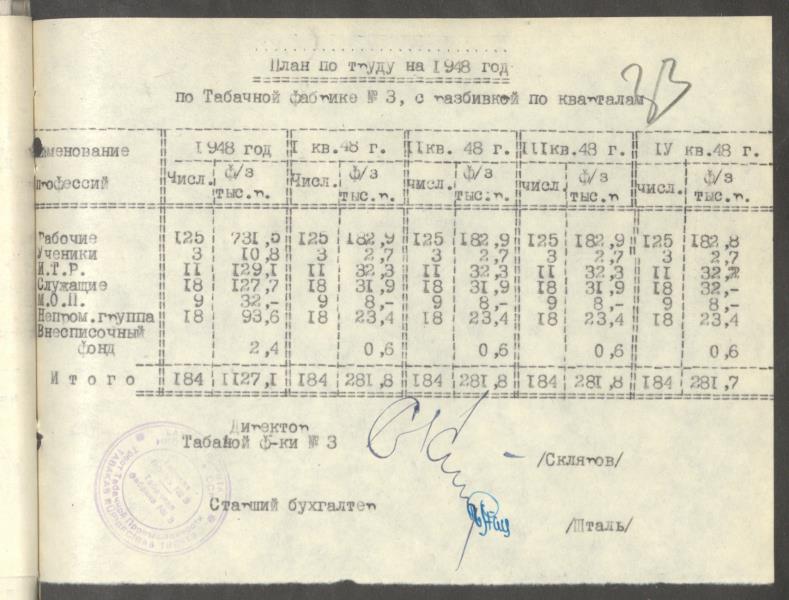 План по труду на 1948 год
по Табачной фабрике № 3, с разбивкой по кварталам
33
именование | 1948 год | I кв.48 г. | IIкв. 48 г. | IIIкв.48 г. | IУ кв.48 г.
профессий | Числ. | ф/з тыс.р. | Числ. | ф/з тыс.р. | числ. | ф/з тыс.р. | числ. | ф/з тыс.р. | числ. | ф/з тыс.р.
Рабочие | 125 | 731,5 | 125 | 182,9 | 125 | 182,9 | 125 | 182,9 | 125 | 182,8
Ученики | 3 | 10,8 | 3 | 2,7 | 3 | 2,7 | 3 | 2,7 | 3 | 2,7
И.Т.Р. | 11 | 129,1 | 11 | 32,3 | 11 | 32,3 | 11 | 32,3 | 11 | 32,2
Служащие | 18 | 127,7 | 18 | 31,9 | 18 | 31,9 | 18 | 31,9 | 18 | 32,-
М.О.П. | 9 | 32,- | 9 | 8,- | 9 | 8,- | 9 | 8,- | 9 | 8,-
Непром.группа | 18 | 93,6 | 18 | 23,4 | 18 | 23,4 | 18 | 23,4 | 18 | 23,4
Внесписочный
фонд | 2,4 | 0,6 | 0,6 | 0,6 | 0,6
Итого | 184 | 1127,1 | 184 | 281,8 | 184 | 281,8 | 184 | 281,8 | 184 | 281,7
Директор
Табаной ф-ки № 3
/Скляров/
Старший бухгалтер
/Шталь/